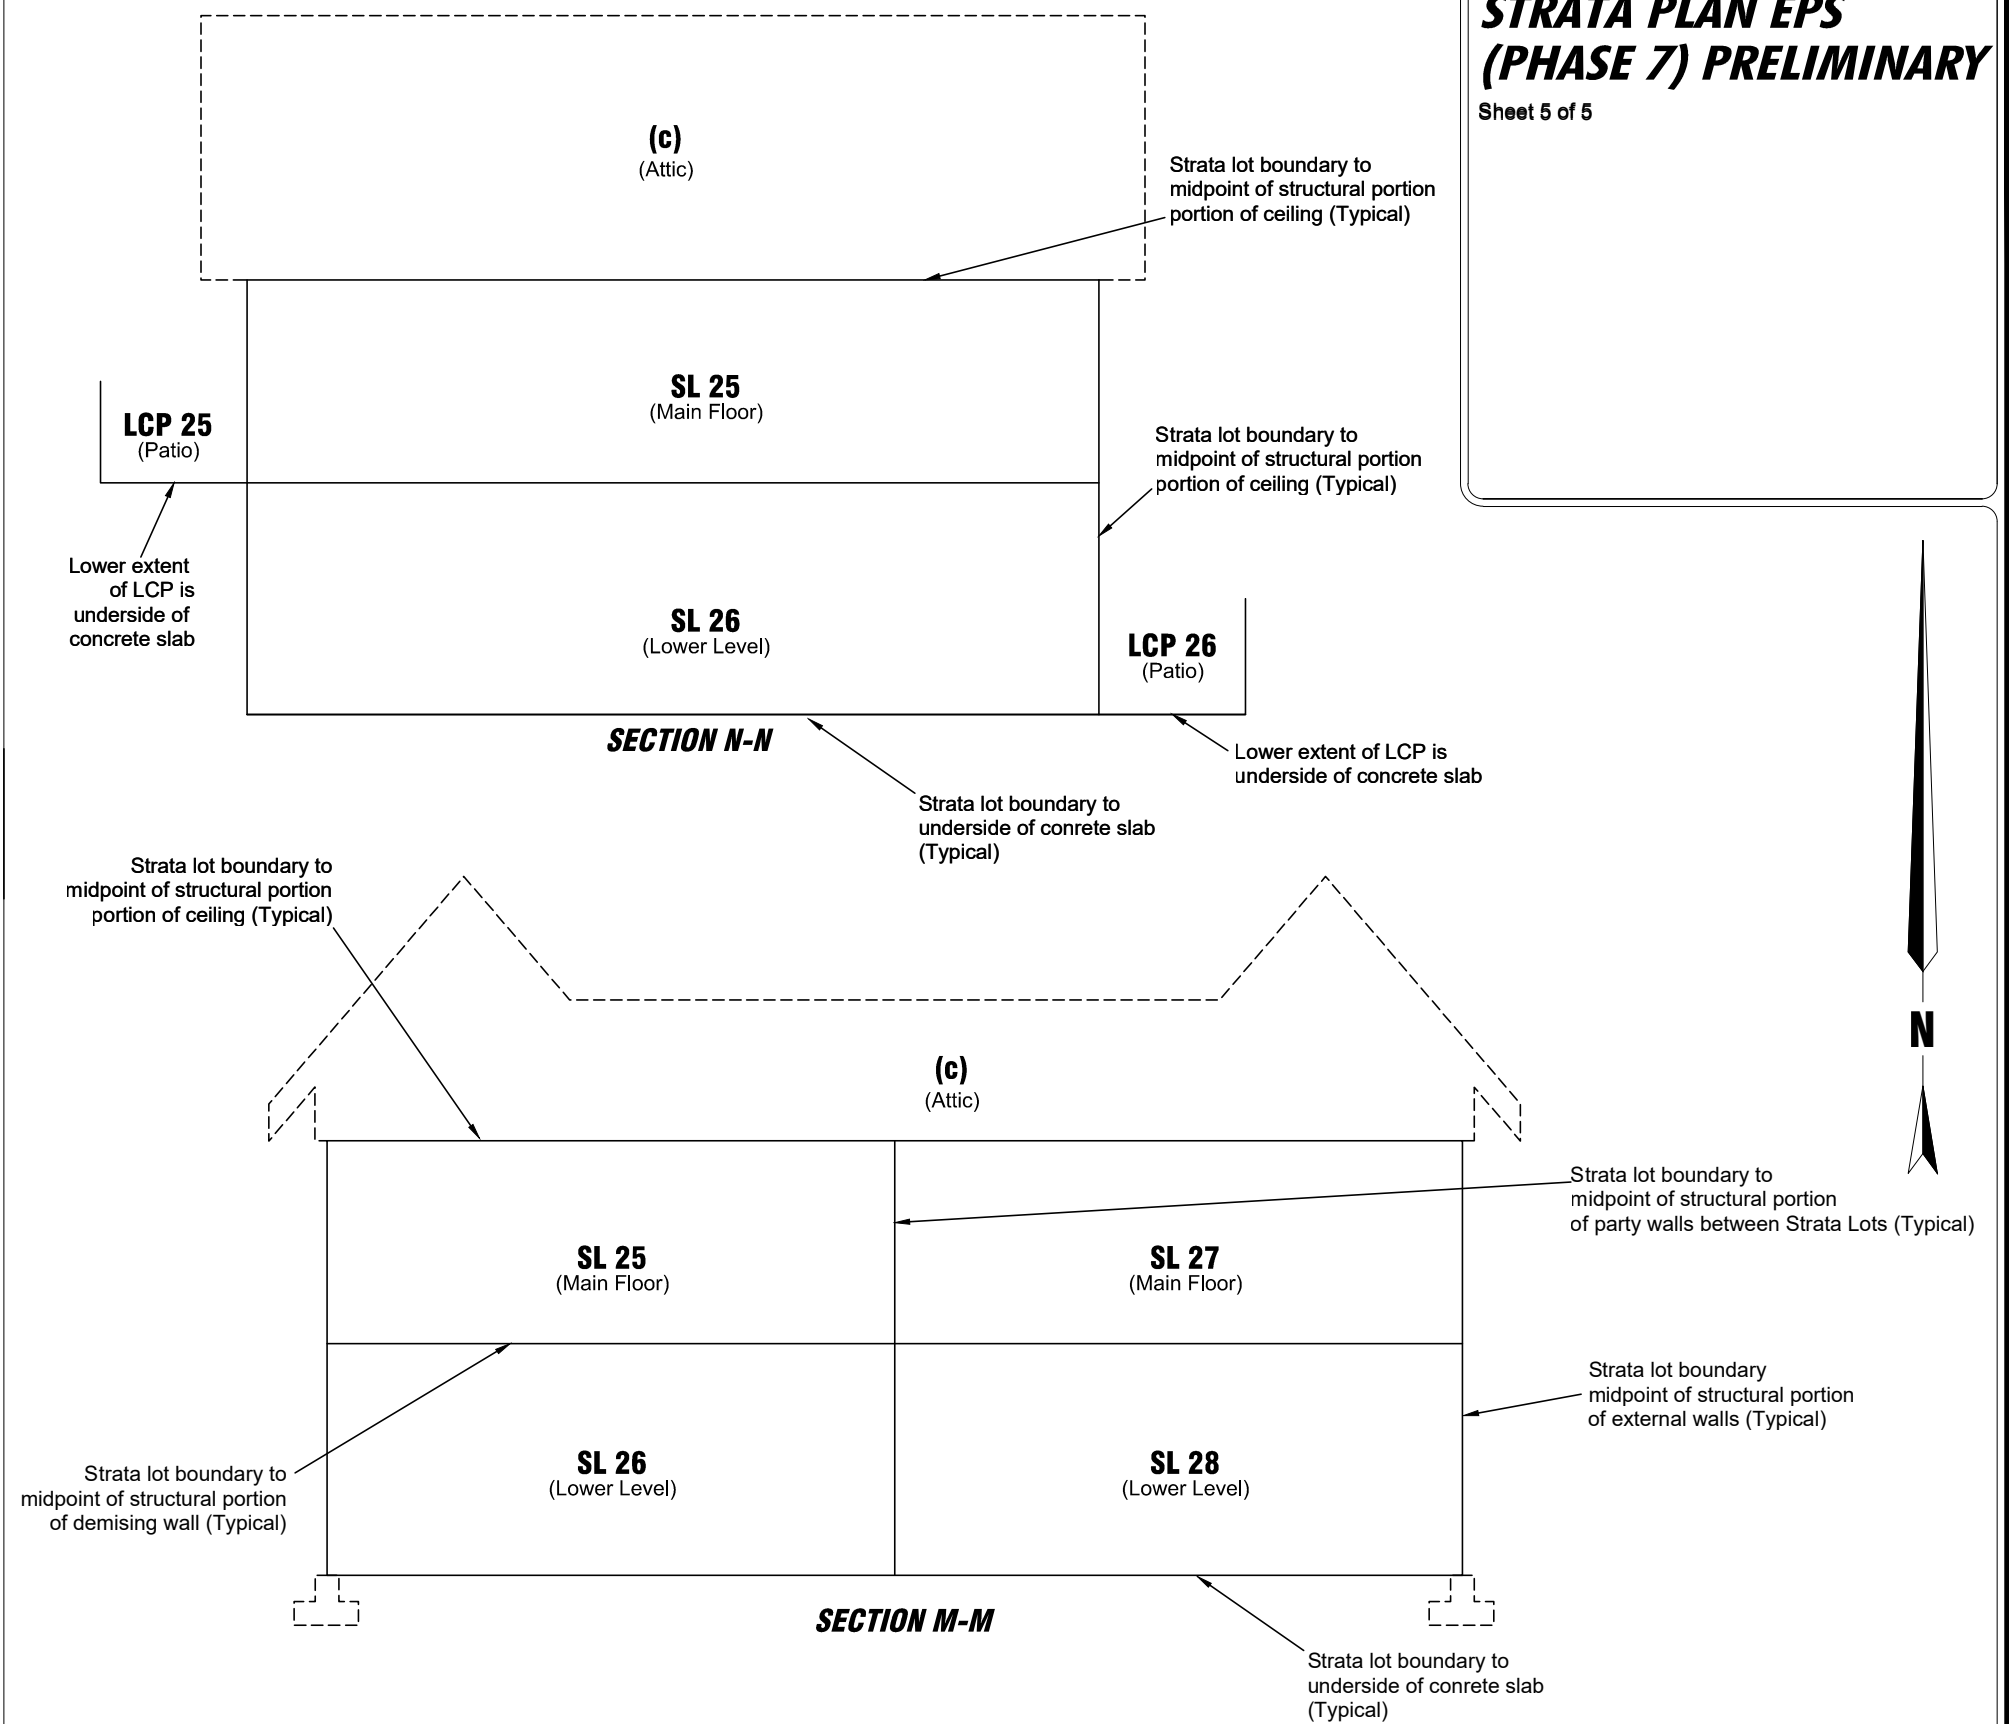 STRATA PLAN EPS
(PHASE 7) PRELIMINARY
Sheet 5 of 5
(c)
(Attic)
Strata lot boundary to
midpoint of structural portion
portion of ceiling (Typical)
SL 25
(Main Floor)
LCP 25
(Patio)
Strata lot boundary to
midpoint of structural portion
portion of ceiling (Typical)
Lower extent
of LCP is
underside of
concrete slab
SL 26
(Lower Level)
LCP 26
(Patio)
SECTION N-N
Lower extent of LCP is
underside of concrete slab
Strata lot boundary to
underside of conrete slab
(Typical)
Strata lot boundary to
midpoint of structural portion
portion of ceiling (Typical)
N
(c)
(Attic)
Strata lot boundary to
midpoint of structural portion
of party walls between Strata Lots (Typical)
SL 25
(Main Floor)
SL 27
(Main Floor)
Strata lot boundary
midpoint of structural portion
of external walls (Typical)
SL 26
(Lower Level)
SL 28
(Lower Level)
Strata lot boundary to
midpoint of structural portion
of demising wall (Typical)
SECTION M-M
Strata lot boundary to
underside of conrete slab
(Typical)